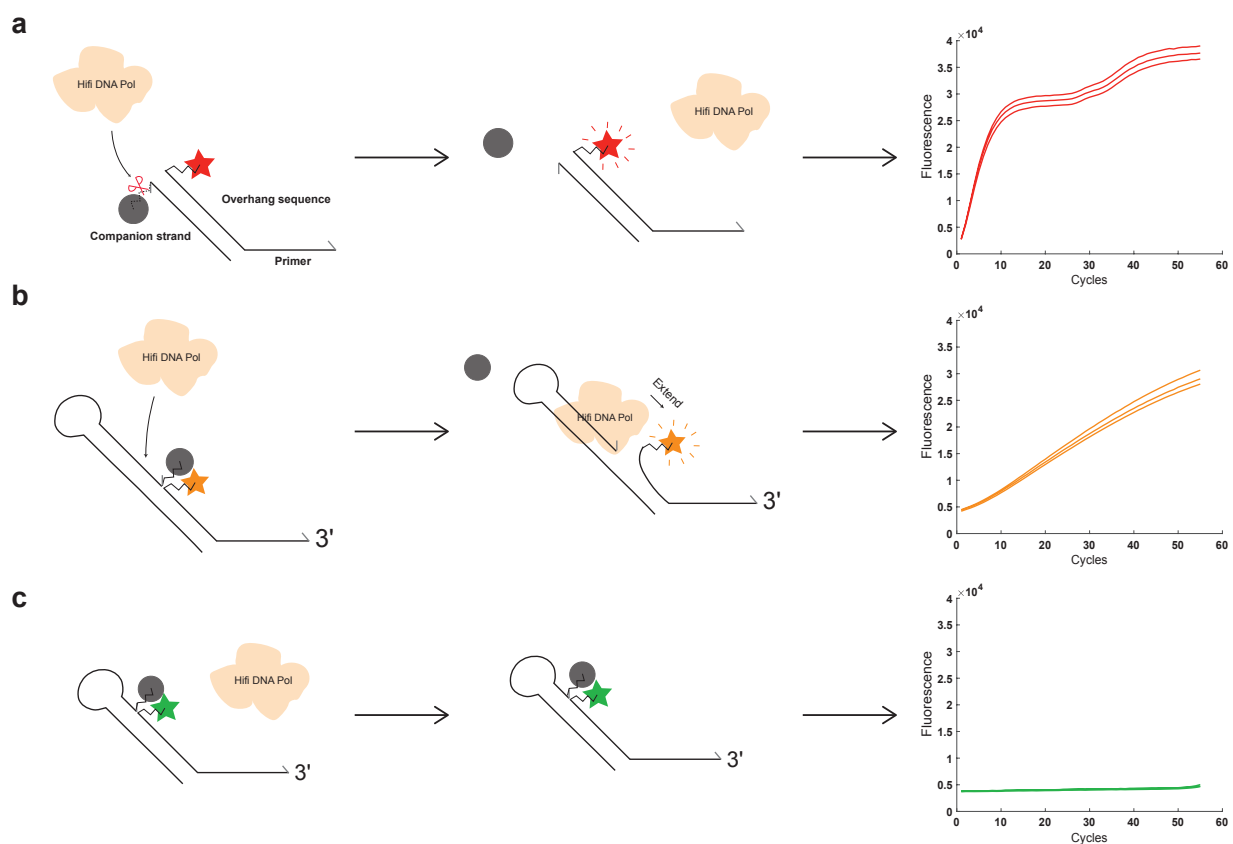 a
Hifi DNA Pol
Overhang sequence
Companion strand
Primer
Hifi DNA Pol
×10⁴
4
3.5
3
2.5
2
1.5
1
0.5
0
Fluorescence
0 10 20 30 40 50 60
Cycles
b
Hifi DNA Pol
3'
Extend
Hifi DNA Pol
3'
×10⁴
4
3.5
3
2.5
2
1.5
1
0.5
0
Fluorescence
0 10 20 30 40 50 60
Cycles
c
Hifi DNA Pol
3'
3'
×10⁴
4
3.5
3
2.5
2
1.5
1
0.5
0
Fluorescence
0 10 20 30 40 50 60
Cycles